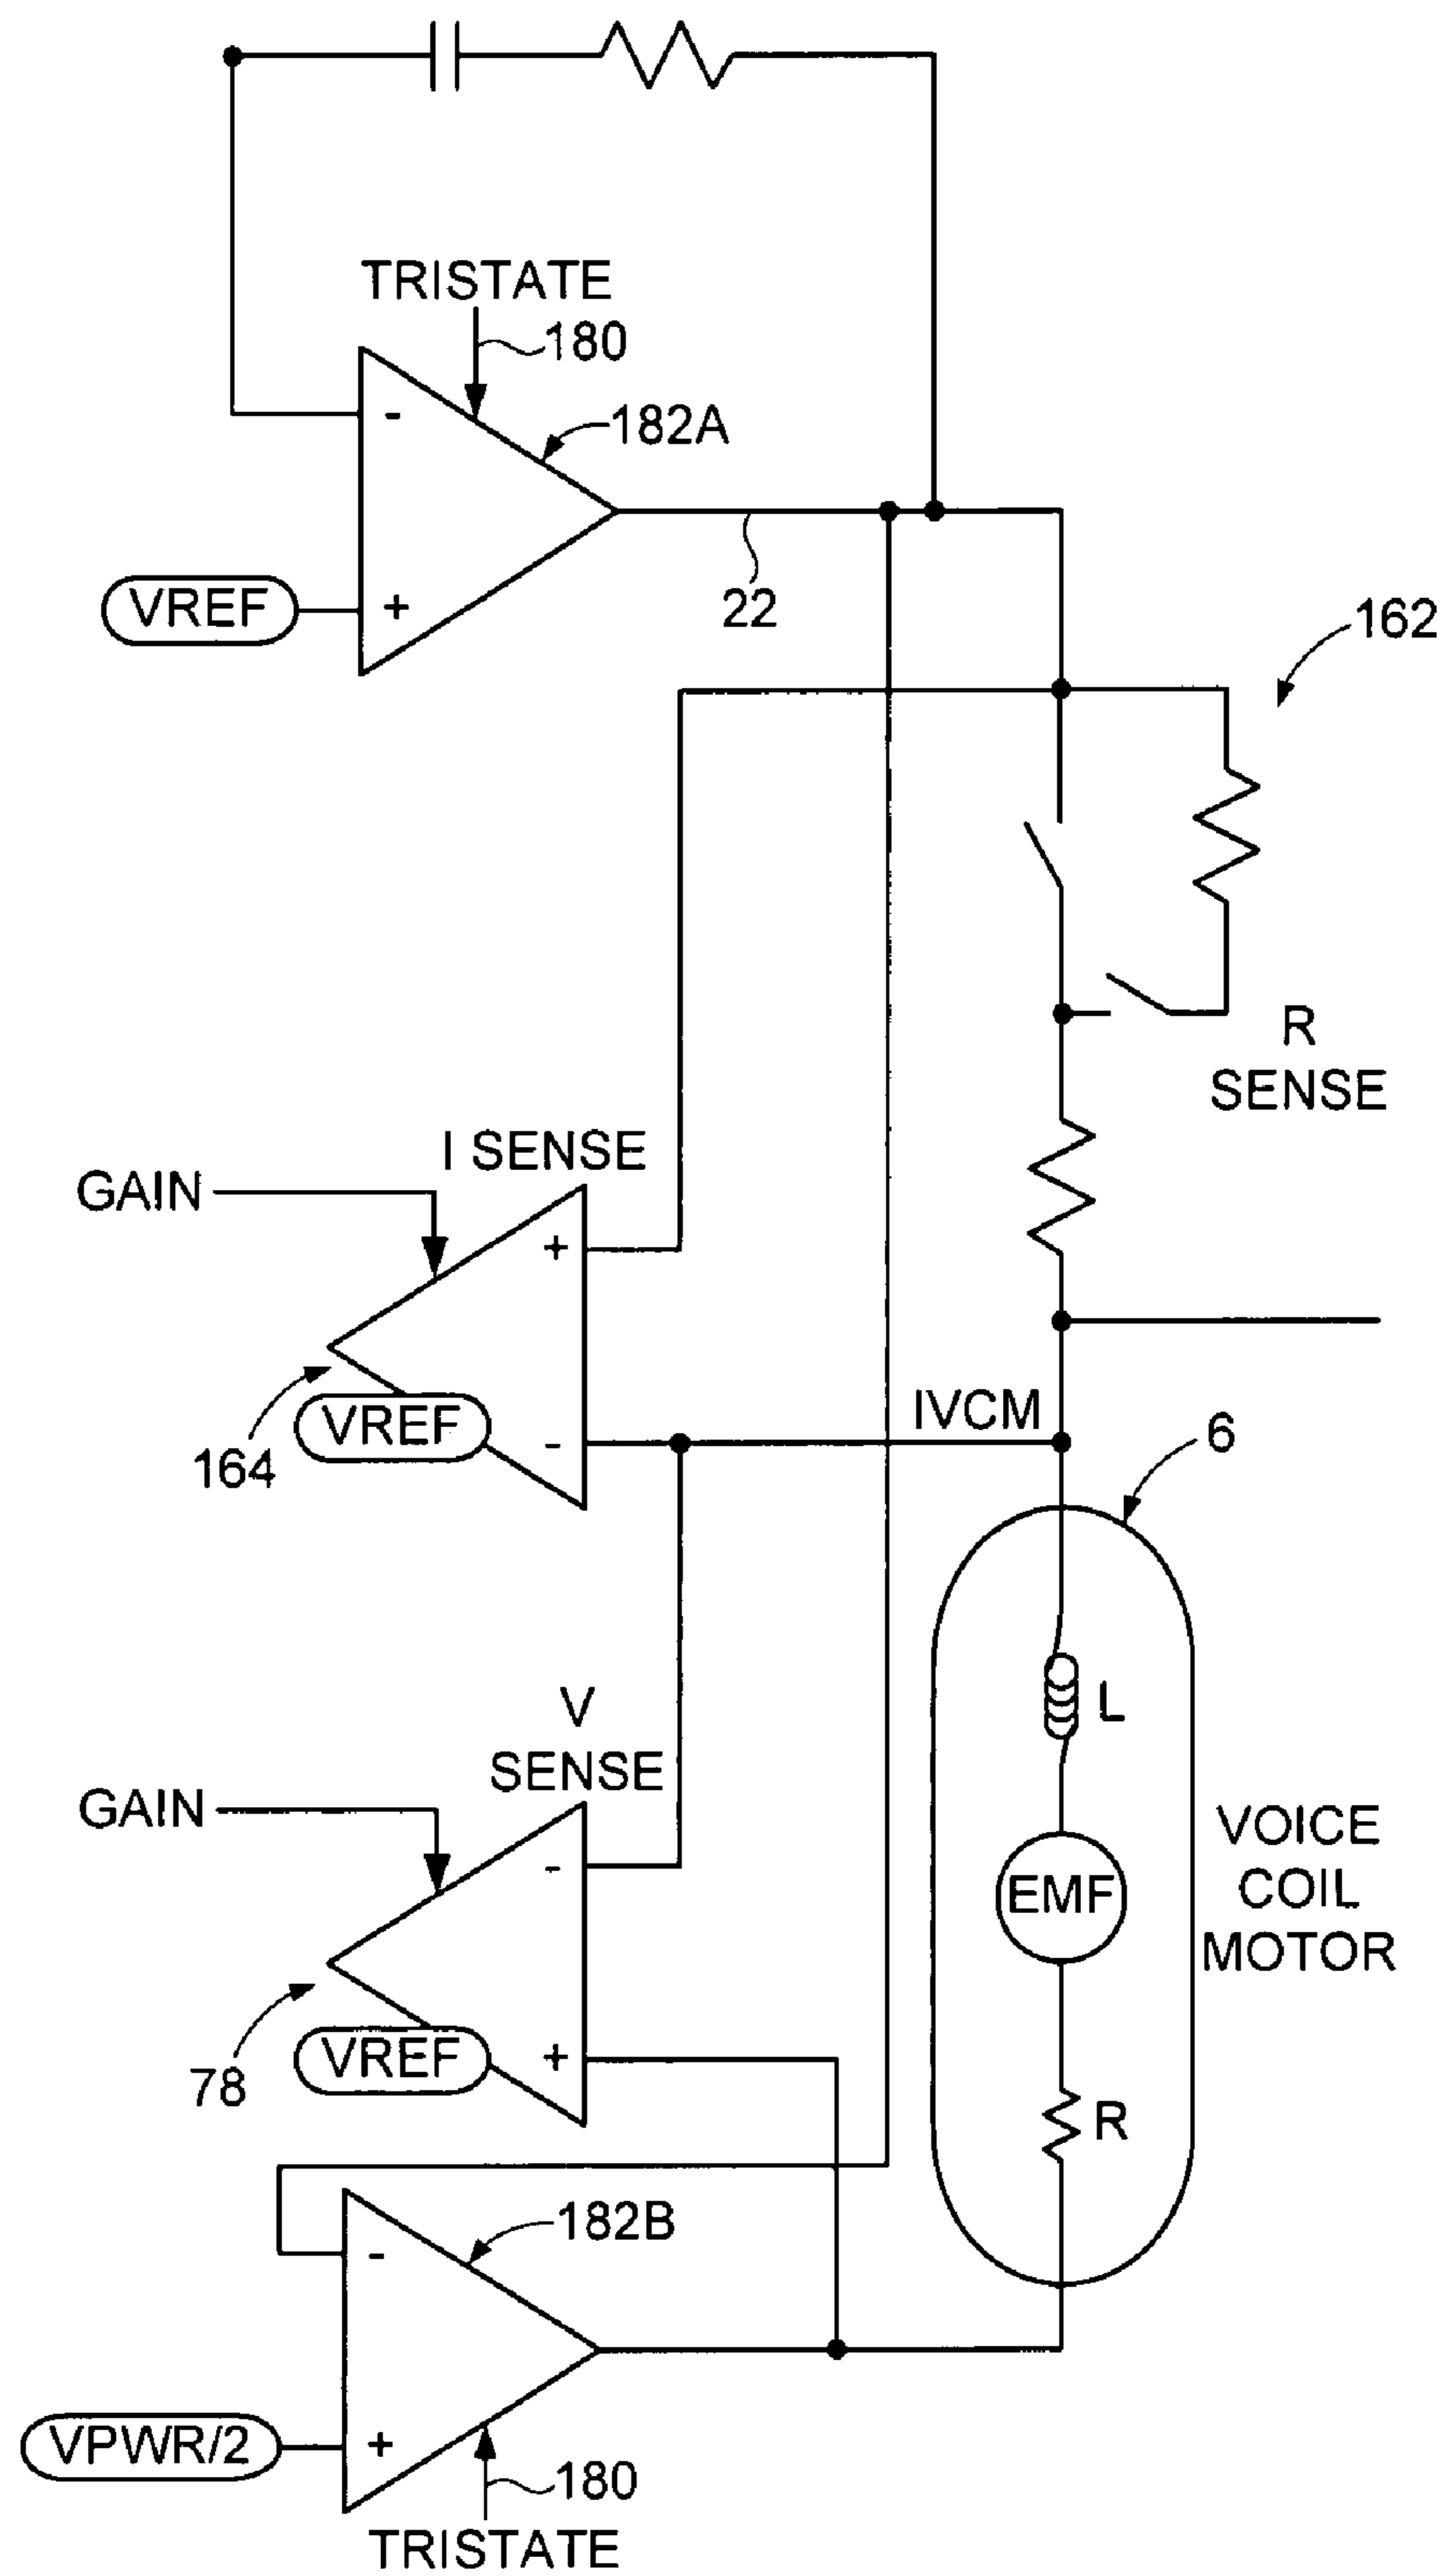 TRISTATE
180
182A
-
+
VREF
22
162
R
SENSE
I SENSE
GAIN
+
-
VREF
164
IVCM
6
L
V
SENSE
GAIN
-
+
VREF
78
EMF
VOICE
COIL
MOTOR
R
182B
-
+
VPWR/2
180
TRISTATE